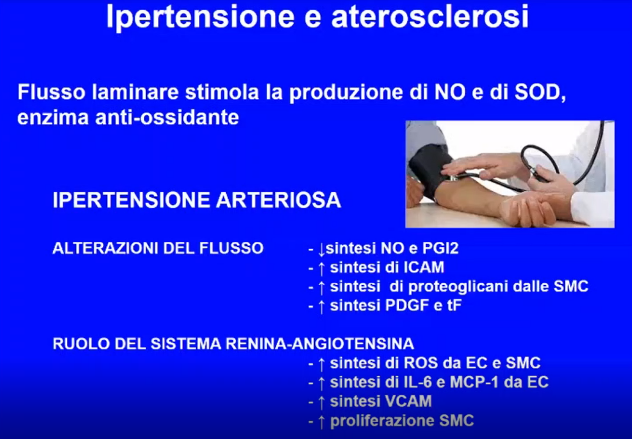 Ipertensione e aterosclerosi
Flusso laminare stimola la produzione di NO e di SOD,
enzima anti-ossidante
IPERTENSIONE ARTERIOSA
ALTERAZIONI DEL FLUSSO - ↓sintesi NO e PGI2
- ↑ sintesi di ICAM
- ↑ sintesi di proteoglicani dalle SMC
- ↑ sintesi PDGF e tF
RUOLO DEL SISTEMA RENINA-ANGIOTENSINA
- ↑ sintesi di ROS da EC e SMC
- ↑ sintesi di IL-6 e MCP-1 da EC
- ↑ sintesi VCAM
- ↑ proliferazione SMC